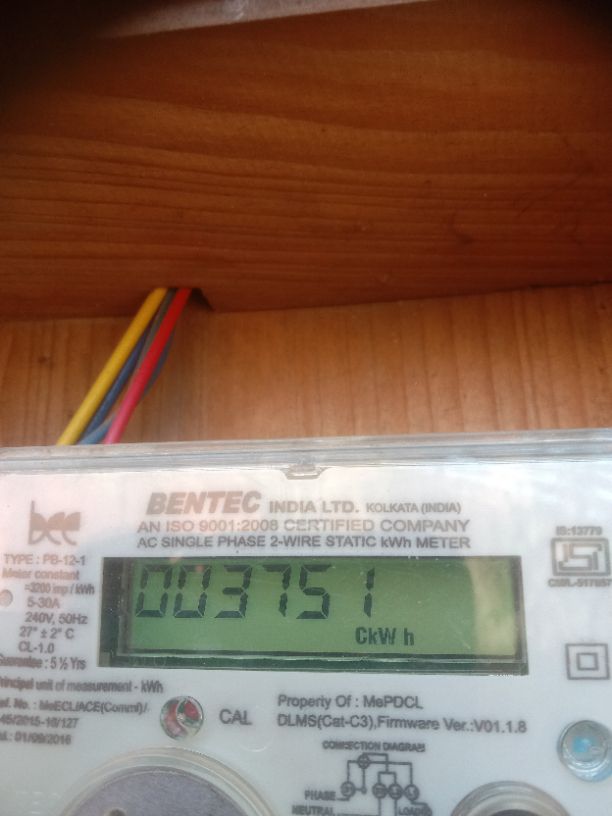 bee
BENTEC INDIA LTD. KOLKATA (INDIA)
AN ISO 9001:2008 CERTIFIED COMPANY
AC SINGLE PHASE 2-WIRE STATIC kWh METER
IS:13779
TYPE : PB-12-1
Meter constant
=3200 imp / kWh
5-30A
240V, 50Hz
27° ± 2° C
CL-1.0
Guarantee : 5 ½ Yrs
003751
CkW h
Principal unit of measurement - kWh
CAL
Property Of : MePDCL
DLMS(Cat-C3),Firmware Ver.:V01.1.8
CONNECTION DIAGRAM
PHASE
NEUTRAL
LOAD